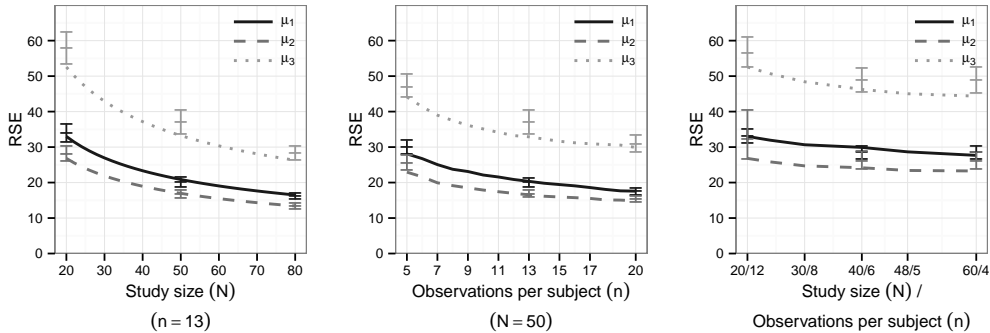 μ1
μ2
μ3
RSE
60
50
40
30
20
10
0
20 30 40 50 60 70 80
Study size (N)
(n = 13)
μ1
μ2
μ3
RSE
60
50
40
30
20
10
0
5 7 9 11 13 15 17 20
Observations per subject (n)
(N = 50)
μ1
μ2
μ3
RSE
60
50
40
30
20
10
0
20/12 30/8 40/6 48/5 60/4
Study size (N) /
Observations per subject (n)